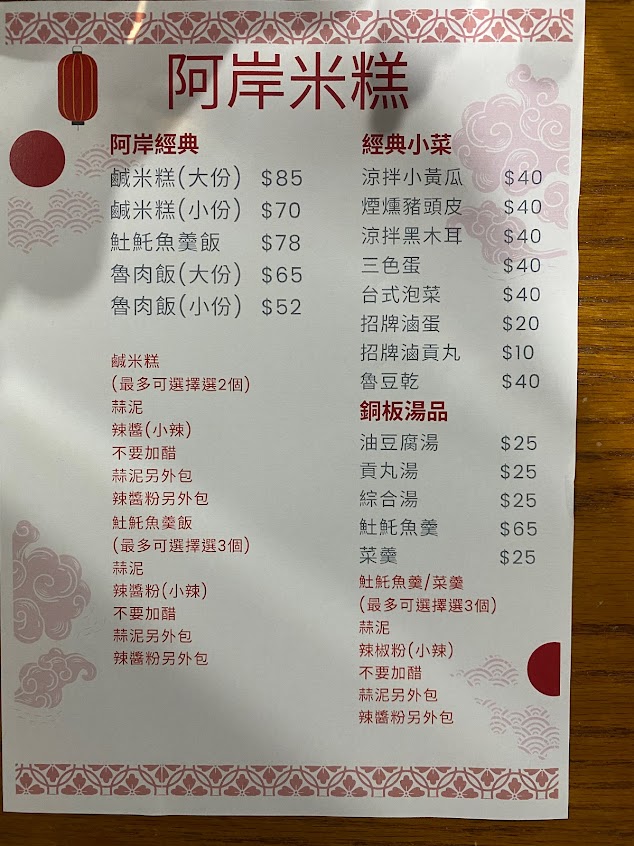 阿岸米糕
阿岸經典
鹹米糕(大份) $85
鹹米糕(小份) $70
魠魠魚羹飯 $78
魯肉飯(大份) $65
魯肉飯(小份) $52
鹹米糕
(最多可選擇選2個)
蒜泥
辣醬(小辣)
不要加醋
蒜泥另外包
辣醬粉另外包
𩵚魠魚羹飯
(最多可選擇選3個)
蒜泥
辣醬粉(小辣)
不要加醋
蒜泥另外包
辣醬粉另外包
經典小菜
涼拌小黃瓜 $40
煙燻豬頭皮 $40
涼拌黑木耳 $40
三色蛋 $40
台式泡菜 $40
招牌滷蛋 $20
招牌滷貢丸 $10
魯豆乾 $40
銅板湯品
油豆腐湯 $25
貢丸湯 $25
綜合湯 $25
𩵚魠魚羹 $65
菜羹 $25
𩵚魠魚羹/菜羹
(最多可選擇選3個)
蒜泥
辣椒粉(小辣)
不要加醋
蒜泥另外包
辣醬粉另外包